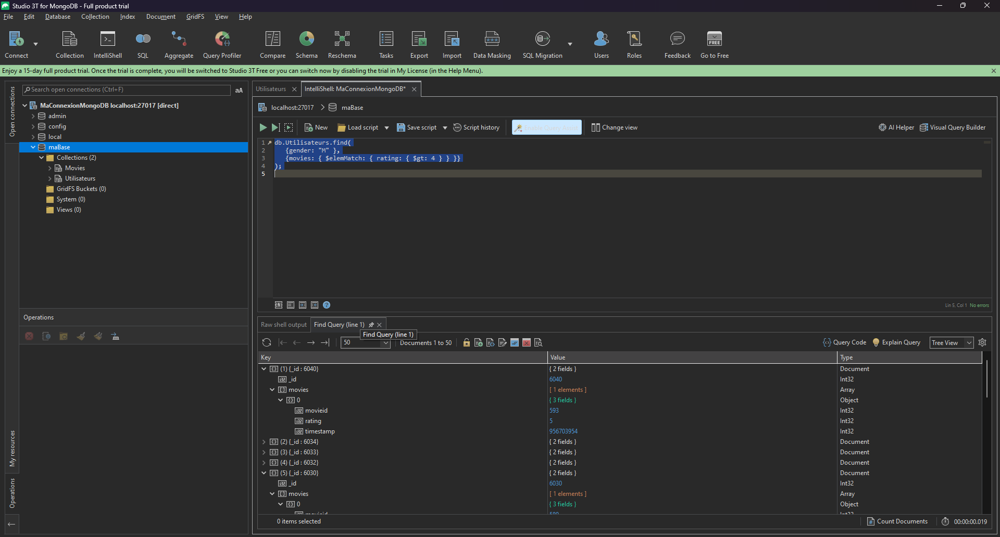 Studio 3T for MongoDB - Full product trial
File Edit Database Collection Index Document GridFS View Help
Connect Collection IntelliShell SQL Aggregate Query Profiler Compare Schema Reschema Tasks Export Import Data Masking SQL Migration Users Roles Feedback Go to Free
Enjoy a 15-day full product trial. Once the trial is complete, you will be switched to Studio 3T Free or you can switch now by disabling the trial in My License (in the Help Menu).
Open connections
Search open connections (Ctrl+F)
aA
MaConnexionMongoDB localhost:27017 [direct]
admin
config
local
maBase
Collections (2)
Movies
Utilisateurs
GridFS Buckets (0)
System (0)
Views (0)
Operations
My resources
Operations
Utilisateurs
IntelliShell: MaConnexionMongoDB*
localhost:27017 maBase
New Load script Save script Script history Enable Query Assist Change view AI Helper Visual Query Builder
1 db.Utilisateurs.find(
2 {gender: "M" },
3 {movies: { $elemMatch: { rating: { $gt: 4 } } }}
4 );
5
Lin 5, Col 1 No errors
Raw shell output Find Query (line 1)
Find Query (line 1)
50 Documents 1 to 50 Query Code Explain Query Tree View
Key Value Type
(1) {_id : 6040} { 2 fields } Document
_id 6040 Int32
movies [ 1 elements ] Array
0 { 3 fields } Object
movieid 593 Int32
rating 5 Int32
timestamp 956703954 Int32
(2) {_id : 6034} { 2 fields } Document
(3) {_id : 6033} { 2 fields } Document
(4) {_id : 6032} { 2 fields } Document
(5) {_id : 6030} { 2 fields } Document
_id 6030 Int32
movies [ 1 elements ] Array
0 { 3 fields } Object
movieid 589 Int32
0 items selected Count Documents 00:00:00.019